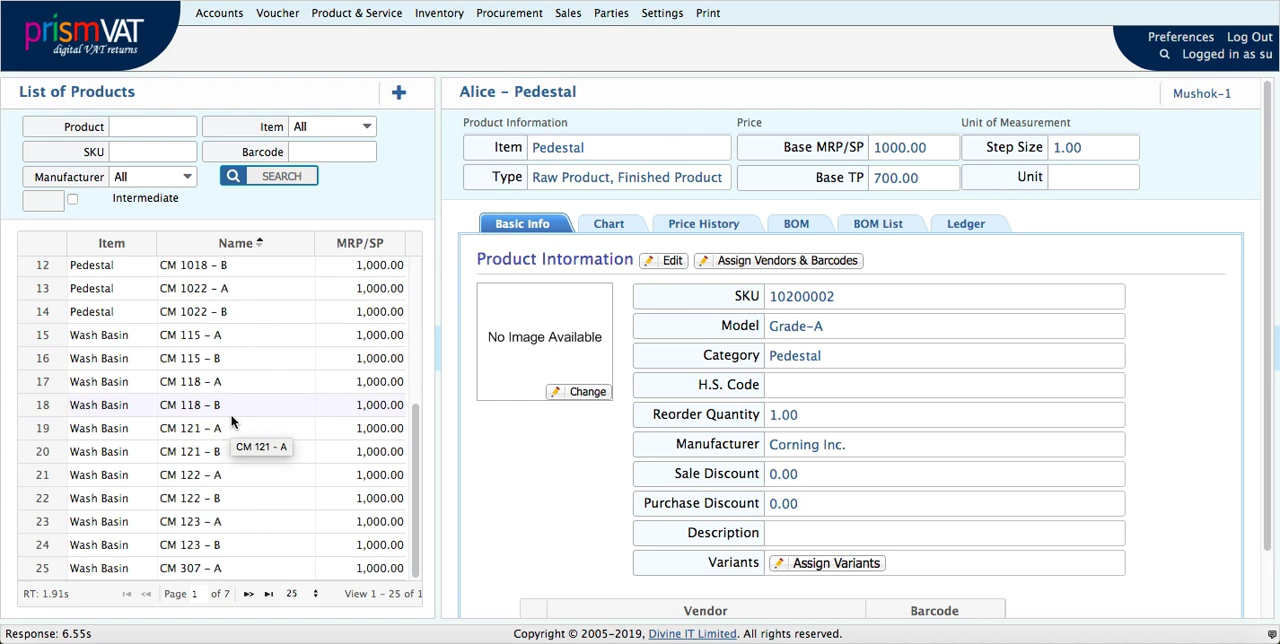 prismVAT
digital VAT returns
Accounts Voucher Product & Service Inventory Procurement Sales Parties Settings Print
Preferences Log Out
Logged in as su
List of Products
Product Item All
SKU Barcode
Manufacturer All SEARCH
Intermediate
Item Name MRP/SP
12 Pedestal CM 1018 - B 1,000.00
13 Pedestal CM 1022 - A 1,000.00
14 Pedestal CM 1022 - B 1,000.00
15 Wash Basin CM 115 - A 1,000.00
16 Wash Basin CM 115 - B 1,000.00
17 Wash Basin CM 118 - A 1,000.00
18 Wash Basin CM 118 - B 1,000.00
19 Wash Basin CM 121 - A 1,000.00
CM 121 - A
20 Wash Basin CM 121 - B 1,000.00
21 Wash Basin CM 122 - A 1,000.00
22 Wash Basin CM 122 - B 1,000.00
23 Wash Basin CM 123 - A 1,000.00
24 Wash Basin CM 123 - B 1,000.00
25 Wash Basin CM 307 - A 1,000.00
RT: 1.91s Page 1 of 7 25 View 1 - 25 of 1
Alice - Pedestal Mushok-1
Product Information Price Unit of Measurement
Item Pedestal Base MRP/SP 1000.00 Step Size 1.00
Type Raw Product, Finished Product Base TP 700.00 Unit
Basic Info Chart Price History BOM BOM List Ledger
Product Information Edit Assign Vendors & Barcodes
No Image Available
Change
SKU 10200002
Model Grade-A
Category Pedestal
H.S. Code
Reorder Quantity 1.00
Manufacturer Corning Inc.
Sale Discount 0.00
Purchase Discount 0.00
Description
Variants Assign Variants
Vendor Barcode
Response: 6.55s Copyright © 2005-2019, Divine IT Limited. All rights reserved.